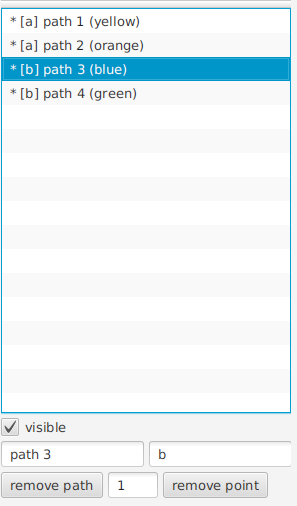 * [a] path 1 (yellow)
* [a] path 2 (orange)
* [b] path 3 (blue)
* [b] path 4 (green)
visible
path 3 b
remove path 1 remove point